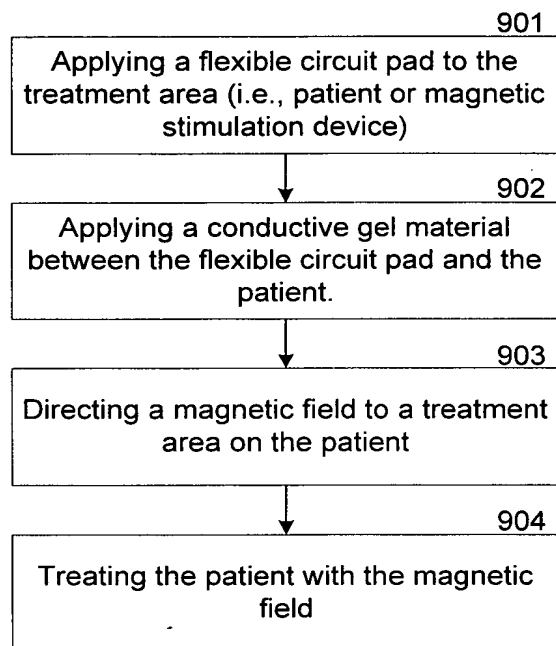 901
Applying a flexible circuit pad to the
treatment area (i.e., patient or magnetic
stimulation device)
902
Applying a conductive gel material
between the flexible circuit pad and the
patient.
903
Directing a magnetic field to a treatment
area on the patient
904
Treating the patient with the magnetic
field